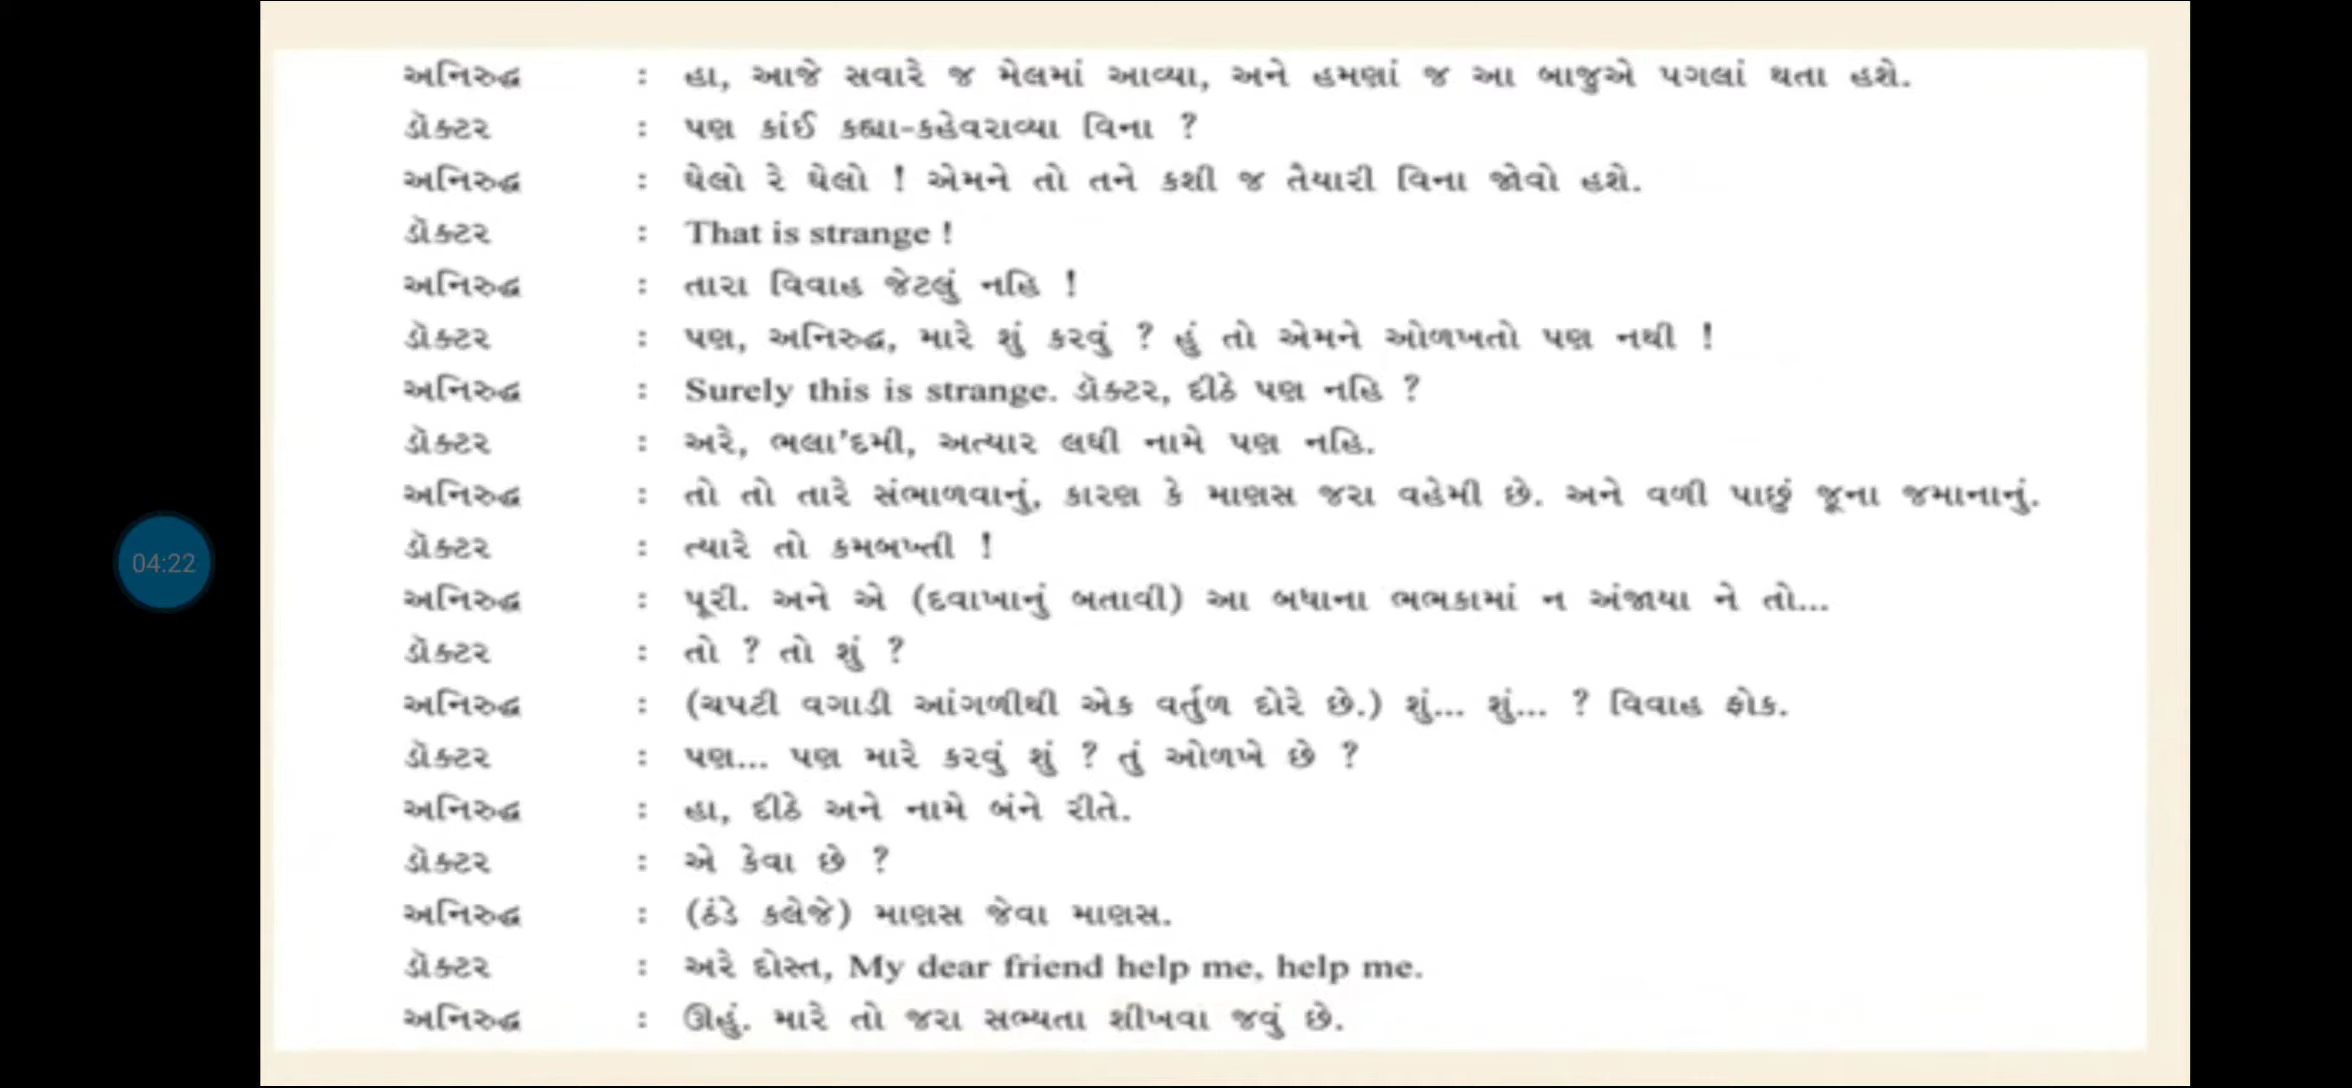 અનિરુદ્ધ : હા, આજે સવારે જ મેલમાં આવ્યા, અને હમણાં જ આ બાજુએ પગલાં થતા હશે.
ડૉક્ટર : પણ કાંઈ કહ્યા-કહેવરાવ્યા વિના ?
અનિરુદ્ધ : ઘેલો રે ઘેલો ! એમને તો તને કશી જ તૈયારી વિના જોવો હશે.
ડૉક્ટર : That is strange !
અનિરુદ્ધ : તારા વિવાહ જેટલું નહિ !
ડૉક્ટર : પણ, અનિરુદ્ધ, મારે શું કરવું ? હું તો એમને ઓળખતો પણ નથી !
અનિરુદ્ધ : Surely this is strange. ડૉક્ટર, દીઠે પણ નહિ ?
ડૉક્ટર : અરે, ભલા'દમી, અત્યાર લધી નામે પણ નહિ.
અનિરુદ્ધ : તો તો તારે સંભાળવાનું, કારણ કે માણસ જરા વહેમી છે. અને વળી પાછું જૂના જમાનાનું.
ડૉક્ટર : ત્યારે તો કમબખ્તી !
અનિરુદ્ધ : પૂરી. અને એ (દવાખાનું બતાવી) આ બધાના ભભકામાં ન અંજાયા ને તો...
ડૉક્ટર : તો ? તો શું ?
અનિરુદ્ધ : (ચપટી વગાડી આંગળીથી એક વર્તુળ દોરે છે.) શું... શું... ? વિવાહ ફોક.
ડૉક્ટર : પણ... પણ મારે કરવું શું ? તું ઓળખે છે ?
અનિરુદ્ધ : હા, દીઠે અને નામે બંને રીતે.
ડૉક્ટર : એ કેવા છે ?
અનિરુદ્ધ : (ઠંડે કલેજે) માણસ જેવા માણસ.
ડૉક્ટર : અરે દોસ્ત, My dear friend help me, help me.
અનિરુદ્ધ : ઊહું. મારે તો જરા સભ્યતા શીખવા જવું છે.
04:22